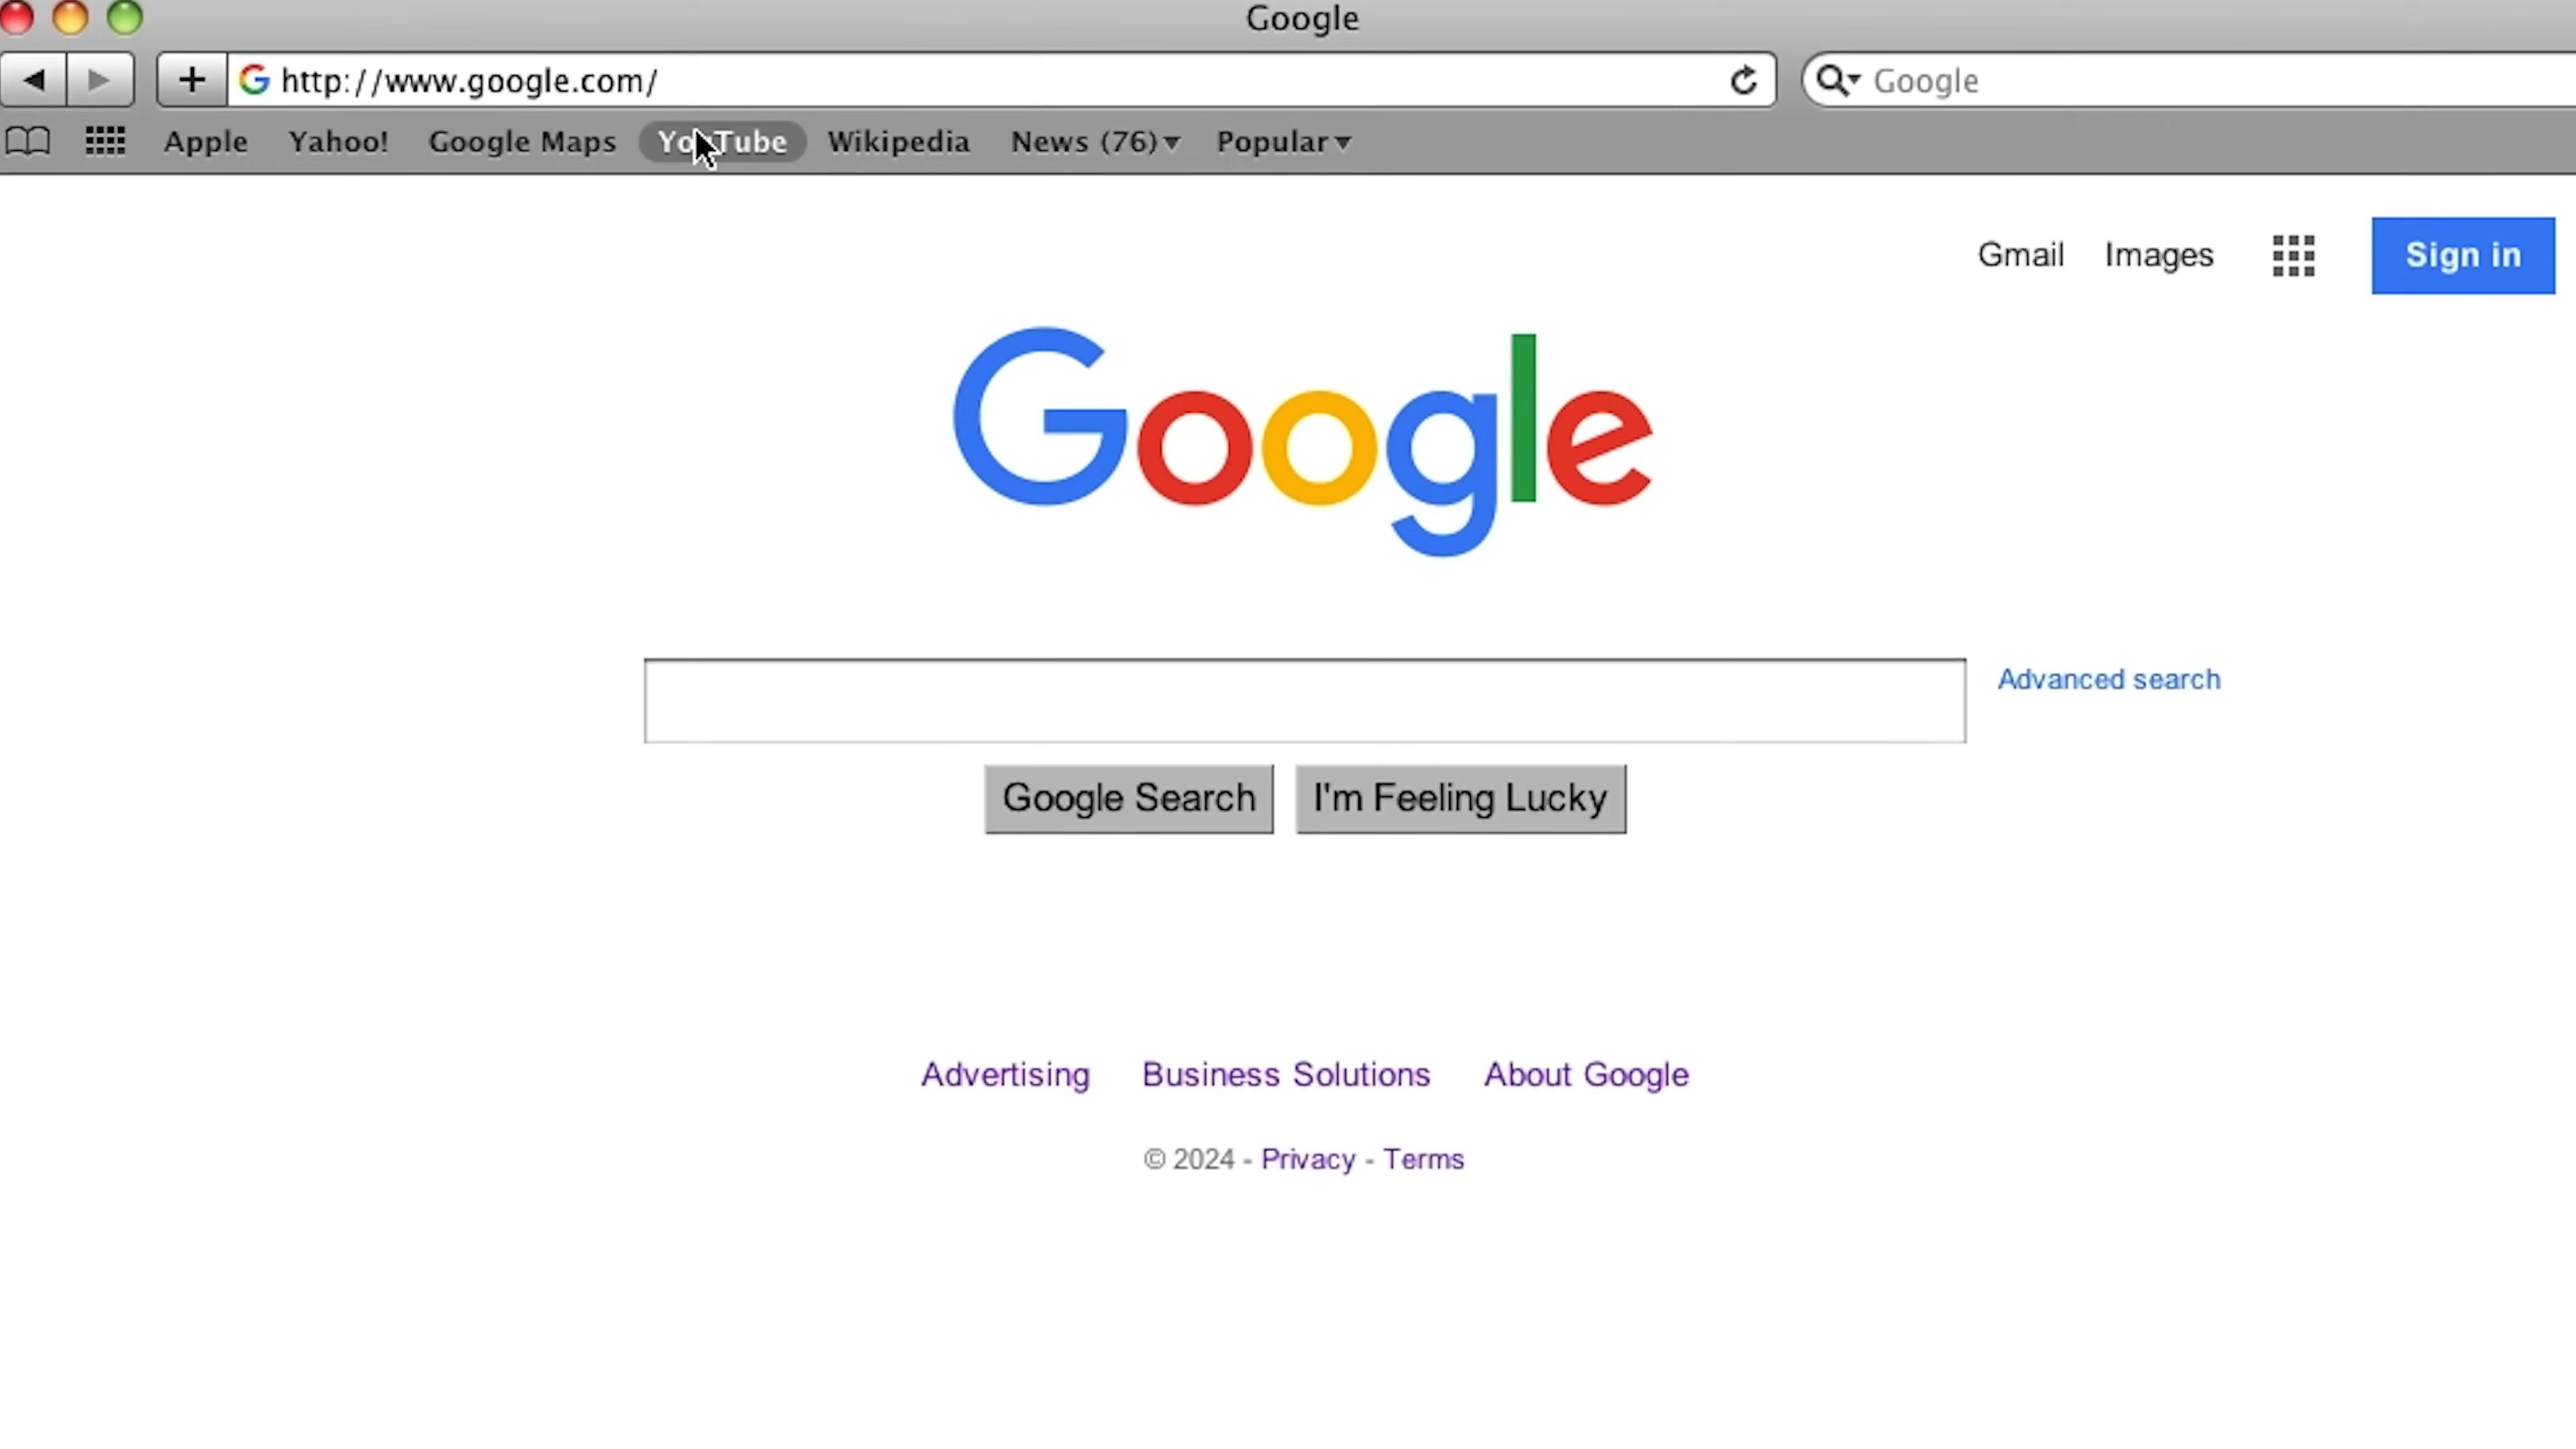 Google
http://www.google.com/
Google
Apple Yahoo! Google Maps YouTube Wikipedia News (76) Popular
Gmail Images Sign in
Google
Advanced search
Google Search I'm Feeling Lucky
Advertising Business Solutions About Google
© 2024 - Privacy - Terms